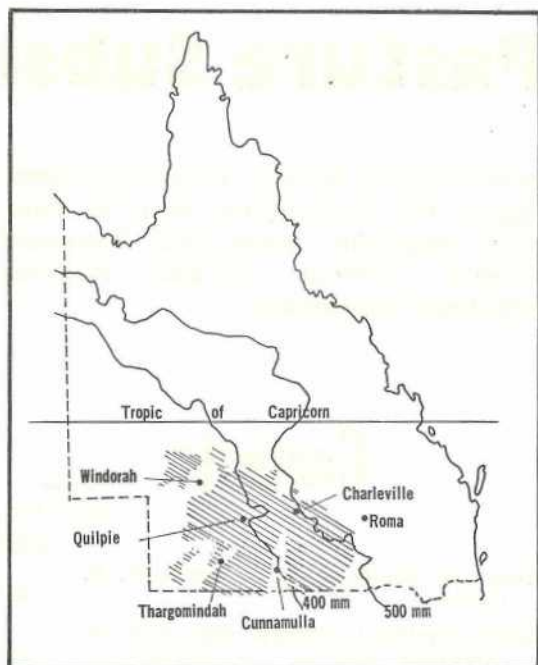 Tropic of Capricorn
Windorah
Charleville
Roma
Quilpie
Thargomindah
400 mm
500 mm
Cunnamulla